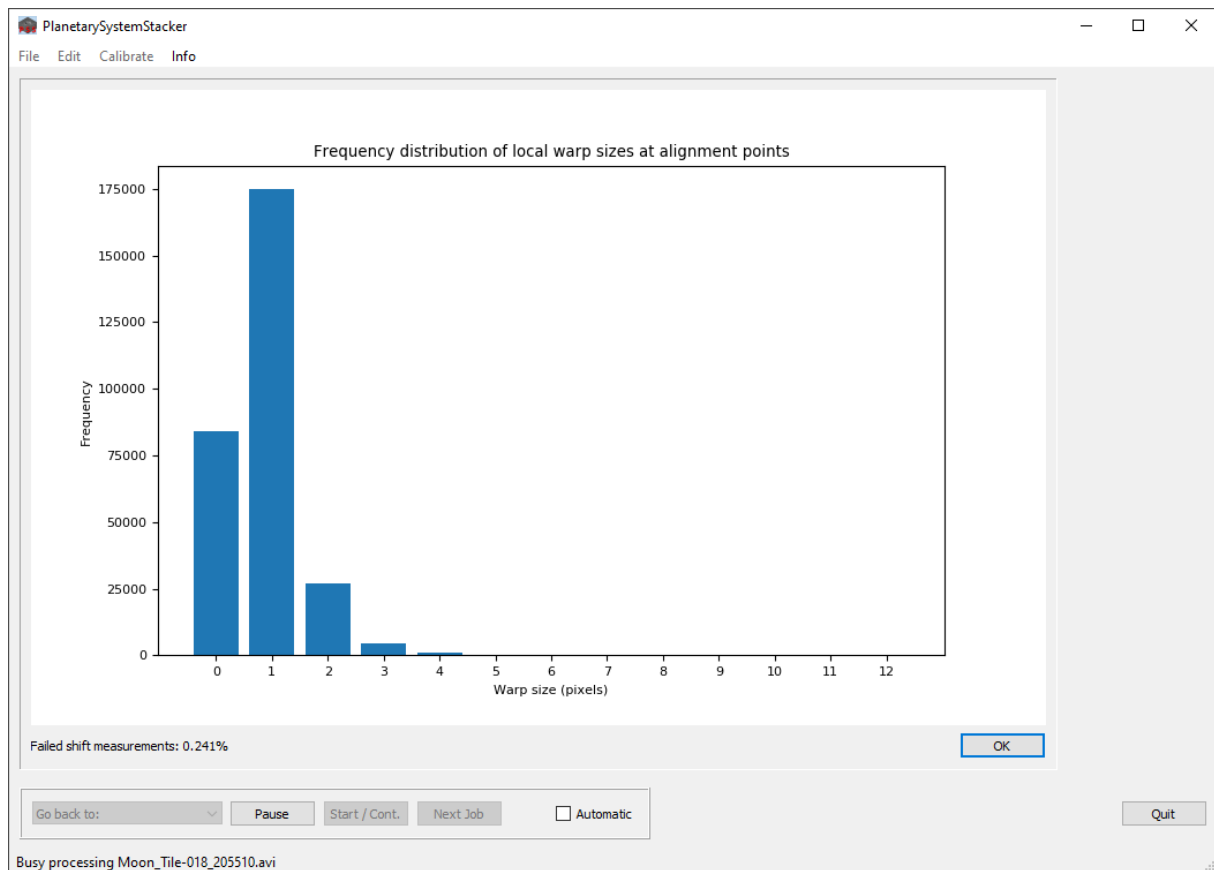 PlanetarySystemStacker
File Edit Calibrate Info
Frequency distribution of local warp sizes at alignment points
175000
150000
125000
100000
75000
50000
25000
0
Frequency
0 1 2 3 4 5 6 7 8 9 10 11 12
Warp size (pixels)
Failed shift measurements: 0.241%
OK
Go back to: Pause Start / Cont. Next Job Automatic Quit
Busy processing Moon_Tile-018_205510.avi